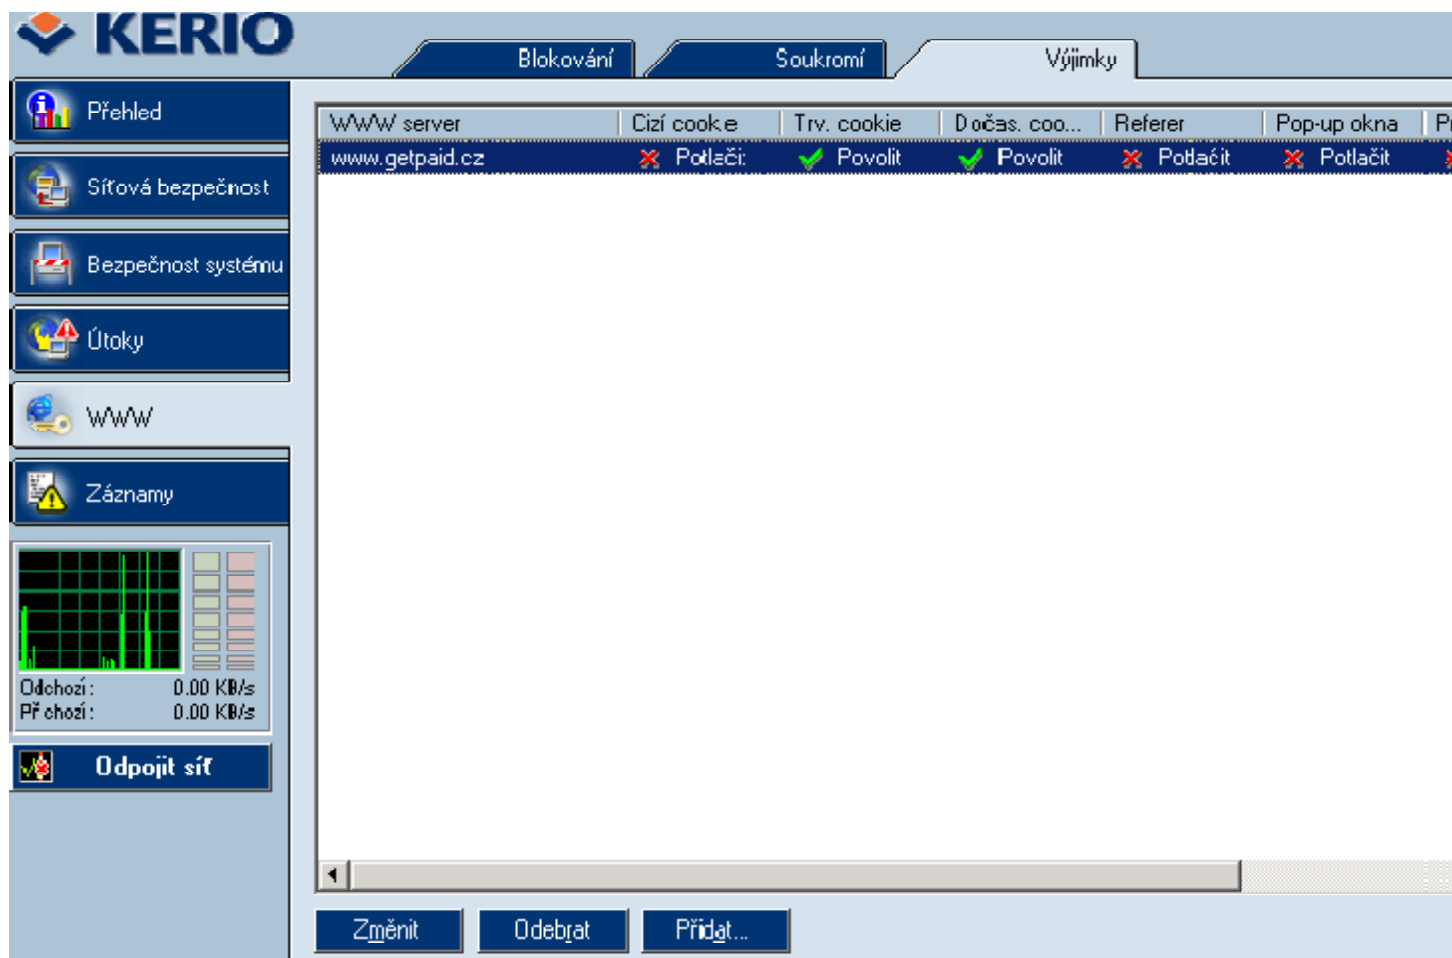 KERIO
Blokování Soukromí Výjimky
Přehled
Síťová bezpečnost
Bezpečnost systému
Útoky
WWW
Záznamy
Odchozí: 0.00 KB/s
Příchozí: 0.00 KB/s
Odpojit síť
WWW server Cizí cookie Trv. cookie Dočas. coo... Referer Pop-up okna
www.getpaid.cz Potlačit Povolit Povolit Potlačit Potlačit
Změnit Odebrat Přidat...